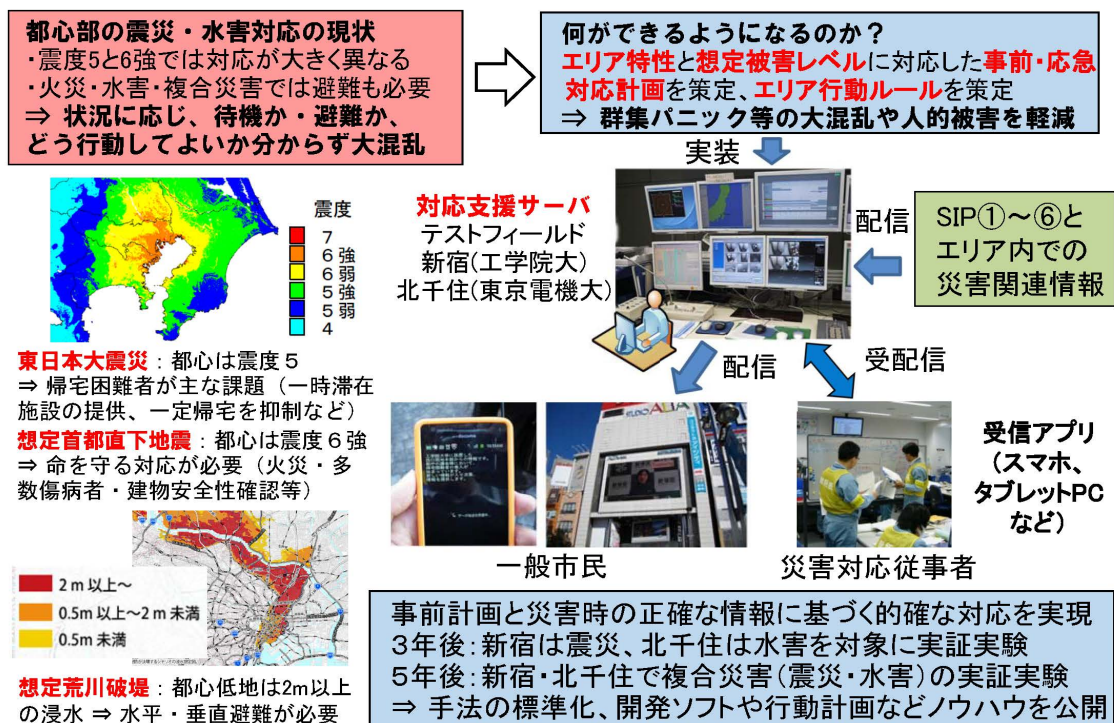 都心部の震災・水害対応の現状
・震度5と6強では対応が大きく異なる
・火災・水害・複合災害では避難も必要
⇒ 状況に応じ、待機か・避難か、
どう行動してよいか分からず大混乱
何ができるようになるのか？
エリア特性と想定被害レベルに対応した事前・応急
対応計画を策定、エリア行動ルールを策定
⇒ 群集パニック等の大混乱や人的被害を軽減
実装
震度
7
6強
6弱
5強
5弱
4
対応支援サーバ
テストフィールド
新宿(工学院大)
北千住(東京電機大)
配信
SIP①～⑥と
エリア内での
災害関連情報
配信
受配信
東日本大震災：都心は震度５
⇒ 帰宅困難者が主な課題（一時滞在
施設の提供、一定帰宅を抑制など）
想定首都直下地震：都心は震度６強
⇒ 命を守る対応が必要（火災・多
数傷病者・建物安全性確認等）
ALTA
受信アプリ
（スマホ、
タブレットPC
など）
一般市民
災害対応従事者
2ｍ以上～
0.5m以上～2ｍ未満
0.5m 未満
想定荒川破堤：都心低地は2m以上
の浸水 ⇒ 水平・垂直避難が必要
事前計画と災害時の正確な情報に基づく的確な対応を実現
３年後：新宿は震災、北千住は水害を対象に実証実験
５年後：新宿・北千住で複合災害（震災・水害）の実証実験
⇒ 手法の標準化、開発ソフトや行動計画などノウハウを公開